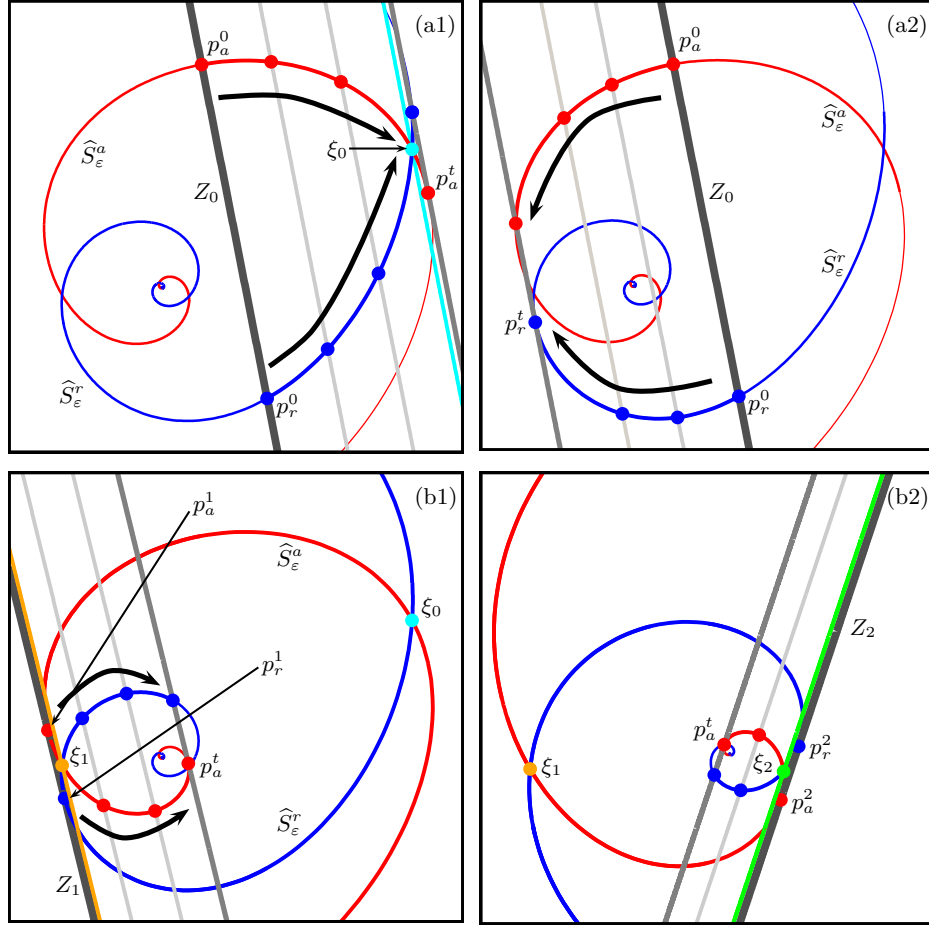 (a1)
p_a^0
Ŝ_ε^a
ξ_0
Z_0
p_a^t
Ŝ_ε^r
p_r^0
(a2)
p_a^0
Ŝ_ε^a
Z_0
Ŝ_ε^r
p_r^t
p_r^0
(b1)
p_a^1
Ŝ_ε^a
ξ_0
p_r^1
ξ_1
p_a^t
Ŝ_ε^r
Z_1
(b2)
Z_2
p_a^t
p_r^2
ξ_1
ξ_2
p_a^2